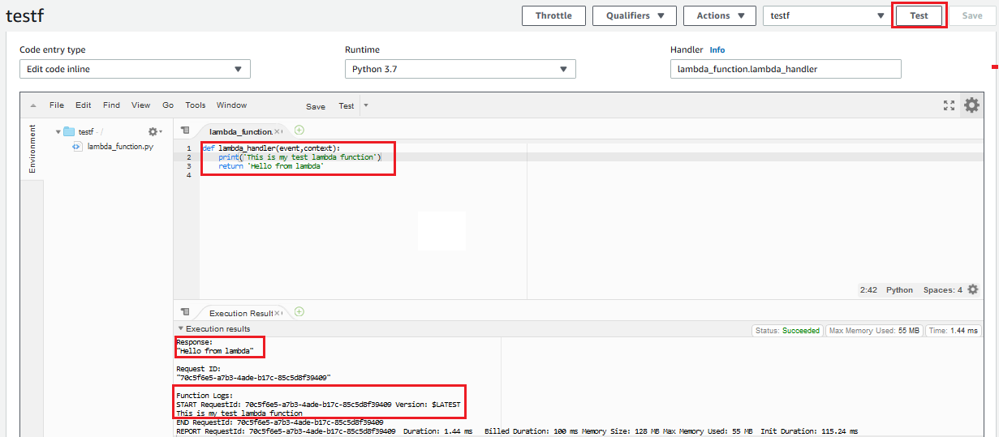 testf
Throttle
Qualifiers
Actions
testf
Test
Save
Code entry type
Runtime
Handler Info
Edit code inline
Python 3.7
lambda_function.lambda_handler
File Edit Find View Go Tools Window Save Test
Environment
testf - /
lambda_function.py
lambda_function.
1 def lambda_handler(event,context):
2 print('This is my test lambda function')
3 return 'Hello from lambda'
4
2:42 Python Spaces: 4
Execution Result
Execution results
Status: Succeeded
Max Memory Used: 55 MB
Time: 1.44 ms
Response:
"Hello from lambda"
Request ID:
"70c5f6e5-a7b3-4ade-b17c-85c5d8f39409"
Function Logs:
START RequestId: 70c5f6e5-a7b3-4ade-b17c-85c5d8f39409 Version: $LATEST
This is my test lambda function
END RequestId: 70c5f6e5-a7b3-4ade-b17c-85c5d8f39409
REPORT RequestId: 70c5f6e5-a7b3-4ade-b17c-85c5d8f39409 Duration: 1.44 ms Billed Duration: 100 ms Memory Size: 128 MB Max Memory Used: 55 MB Init Duration: 115.24 ms